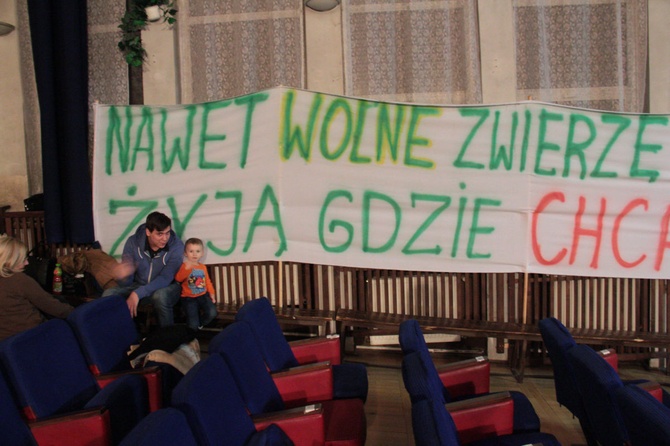 NAWET WOLNE ZWIERZĘ
ŻYJĄ GDZIE CHCĄ